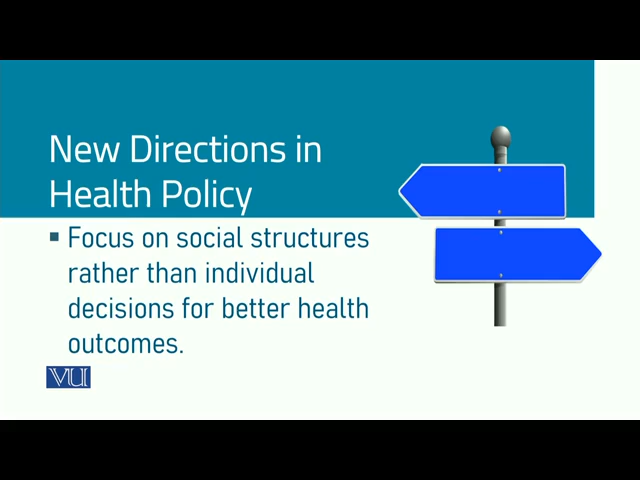 New Directions in
Health Policy
▪ Focus on social structures
rather than individual
decisions for better health
outcomes.
VU